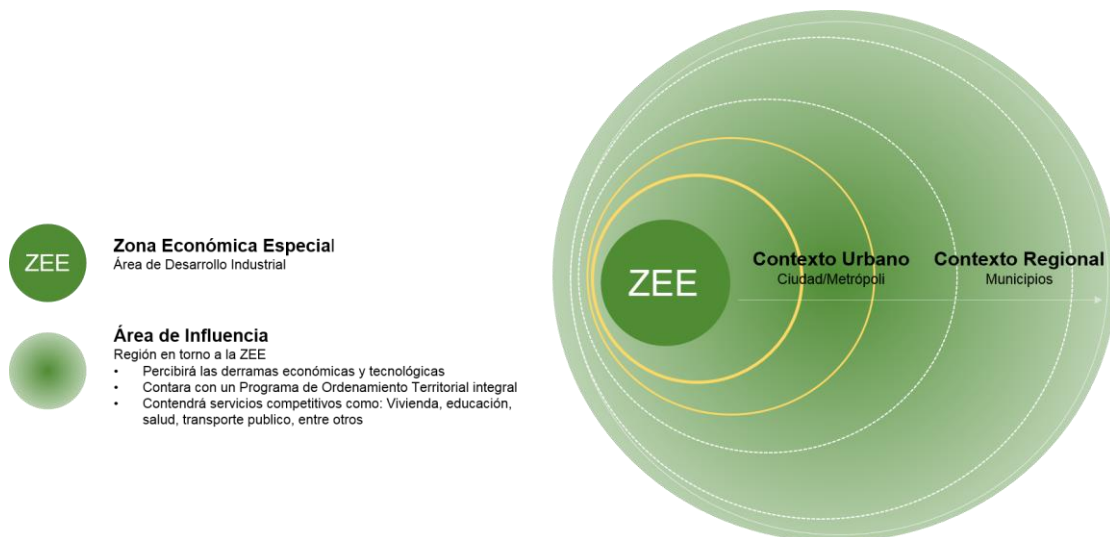 ZEE
Zona Económica Especial
Área de Desarrollo Industrial
Área de Influencia
Región en torno a la ZEE
• Percibirá las derramas económicas y tecnológicas
• Contara con un Programa de Ordenamiento Territorial integral
• Contendrá servicios competitivos como: Vivienda, educación,
salud, transporte publico, entre otros
ZEE
Contexto Urbano
Ciudad/Metrópoli
Contexto Regional
Municipios